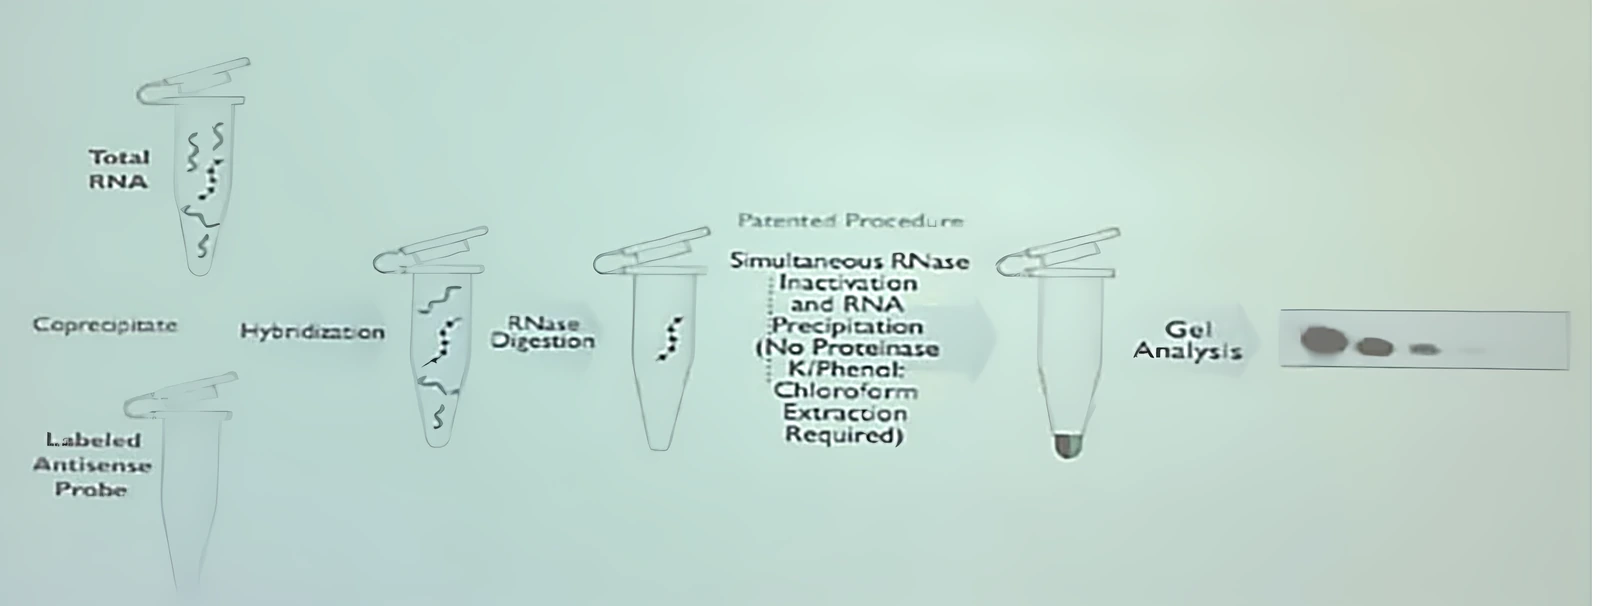 Total
RNA
Coprecipitate
Labeled
Antisense
Probe
Hybridization
RNase
Digestion
Patented Procedure
Simultaneous RNase
Inactivation
and RNA
Precipitation
(No Proteinase
K/Phenol:
Chloroform
Extraction
Required)
Gel
Analysis